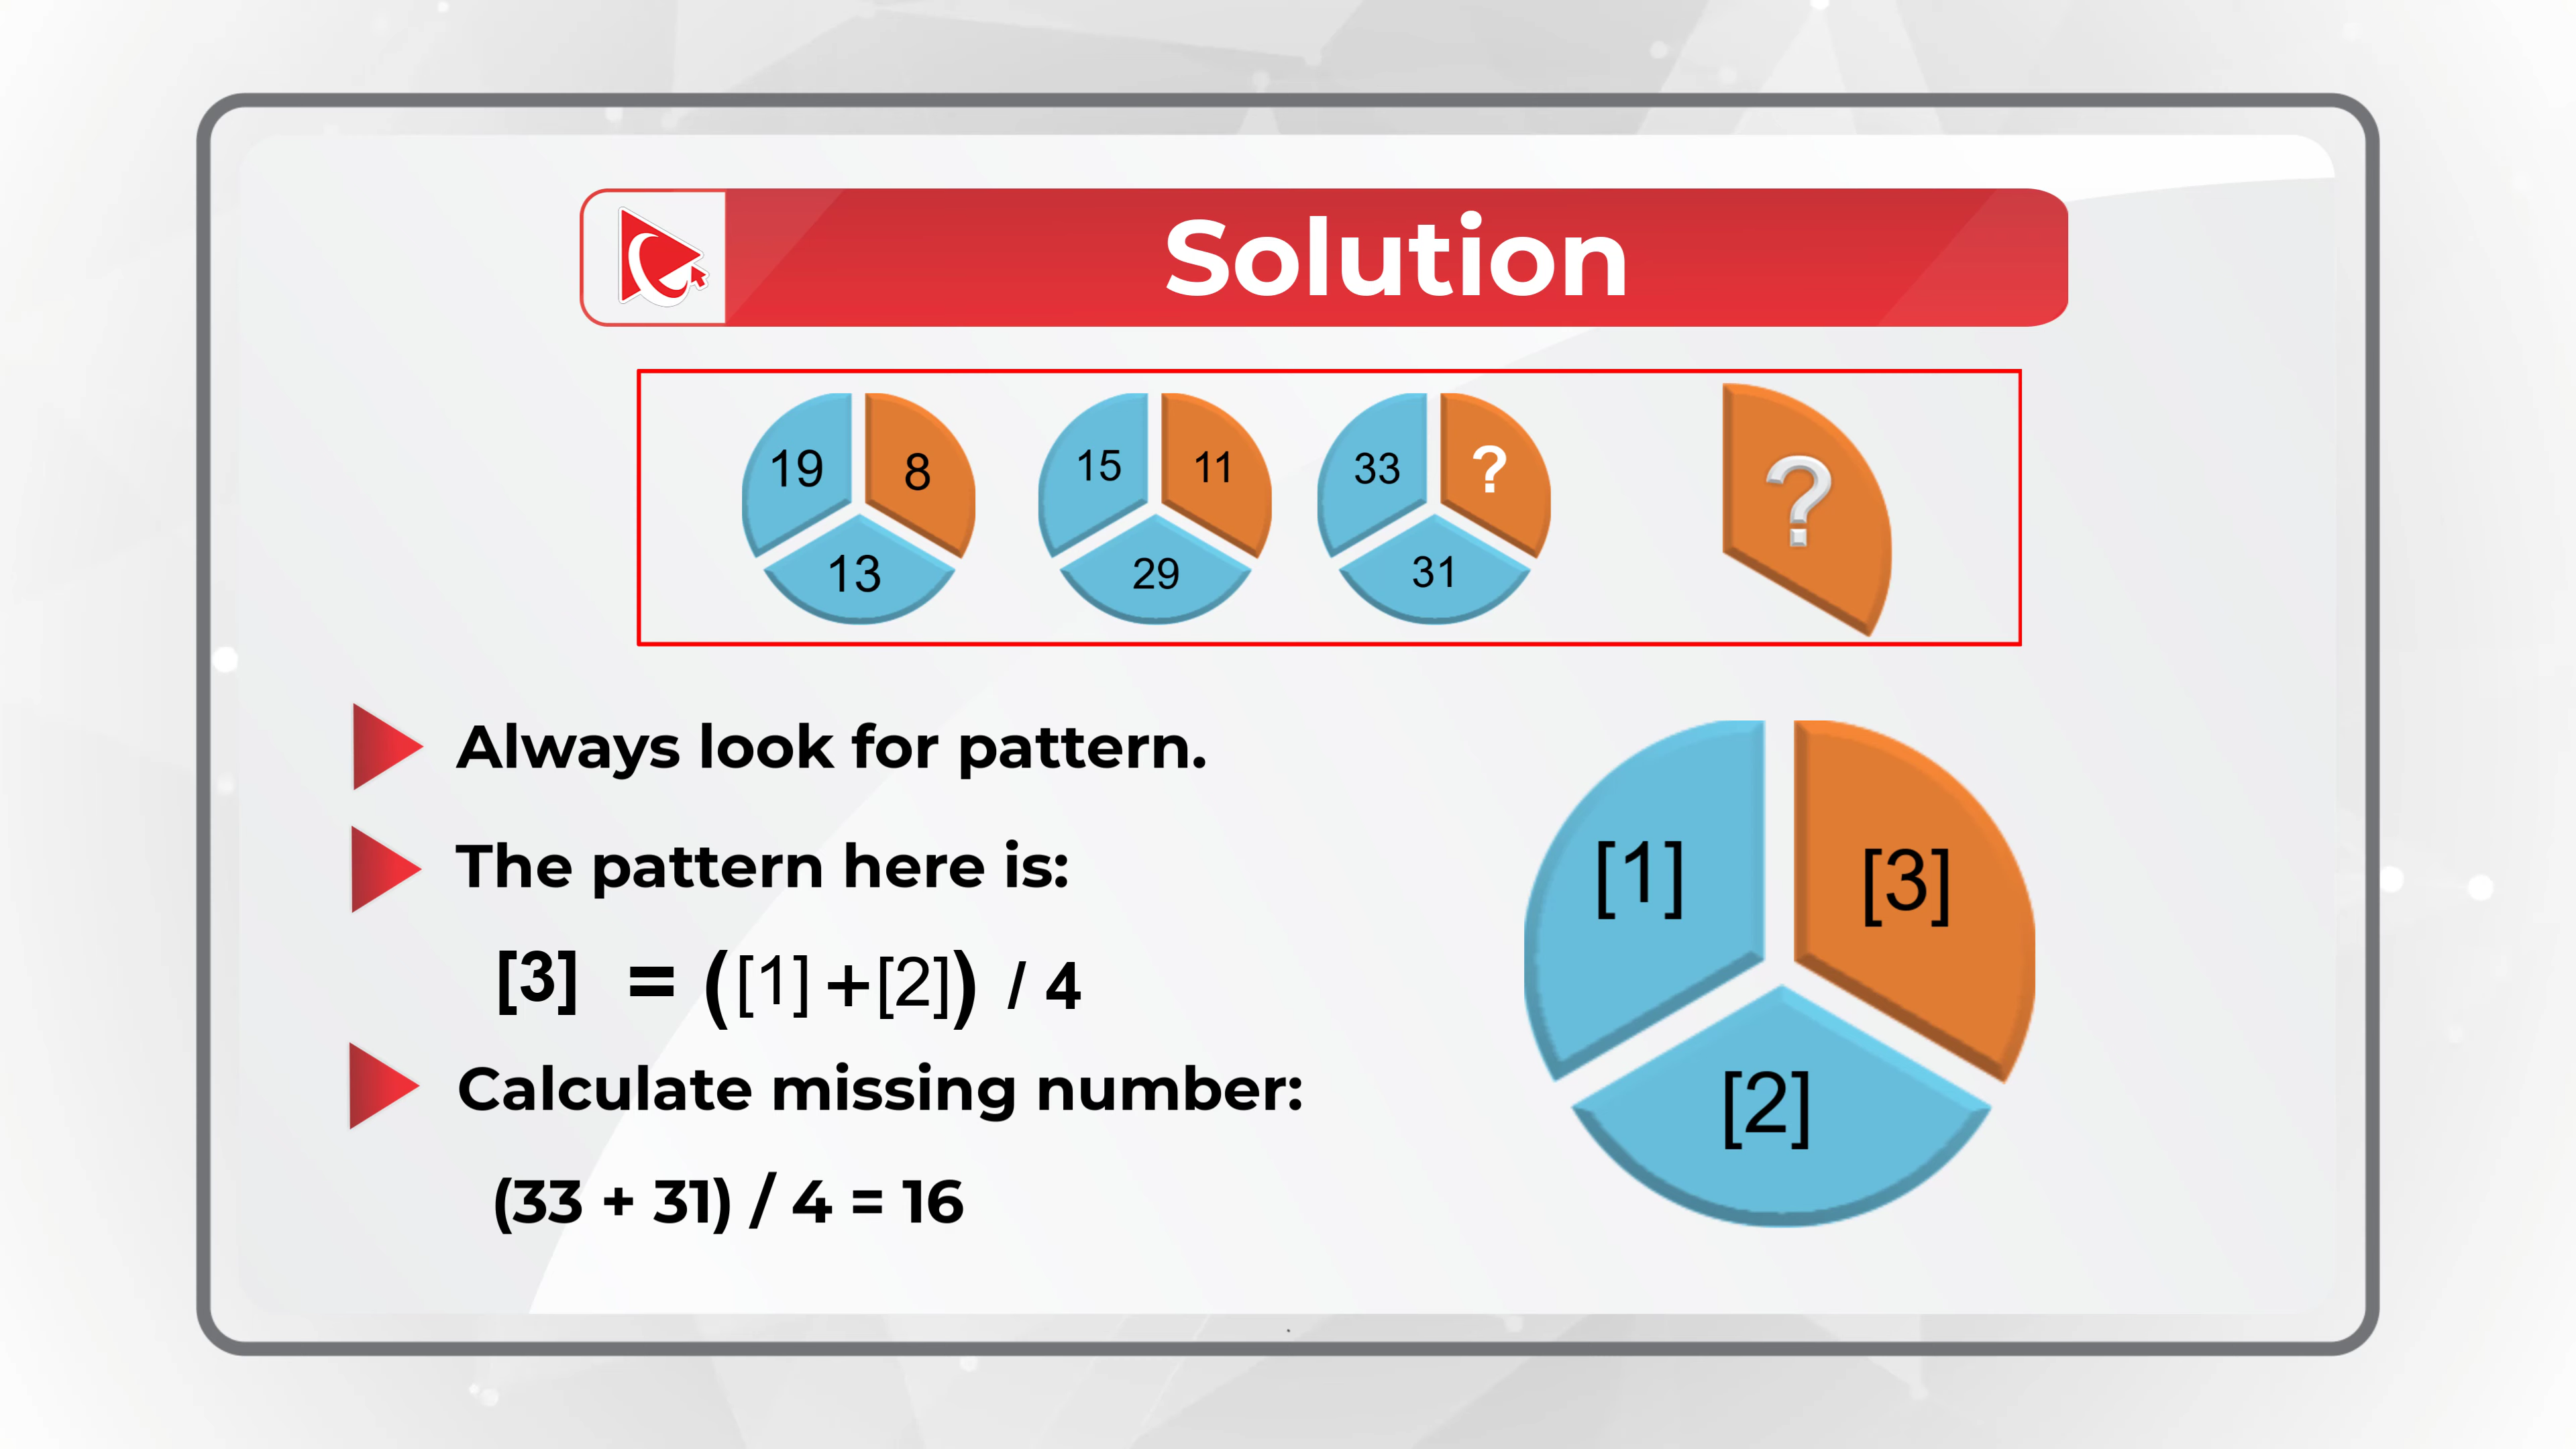 Solution
19 8 15 11 33 ? ?
13 29 31
Always look for pattern.
The pattern here is:
[3] = ([1] +[2]) / 4
Calculate missing number:
(33 + 31) / 4 = 16
[1] [3]
[2]